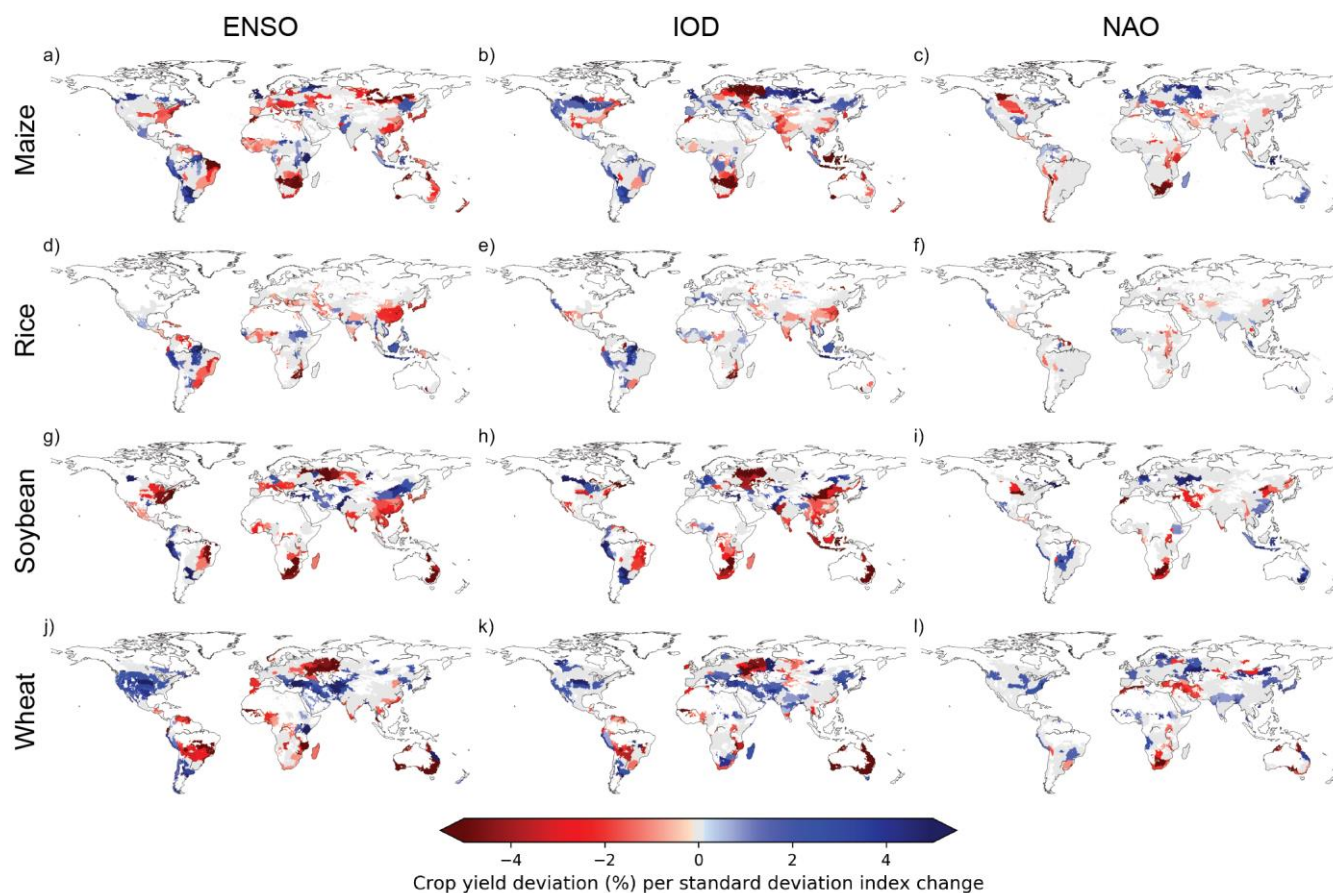 ENSO IOD NAO
a) b) c)
Maize
d) e) f)
Rice
g) h) i)
Soybean
j) k) l)
Wheat
−4 −2 0 2 4
Crop yield deviation (%) per standard deviation index change